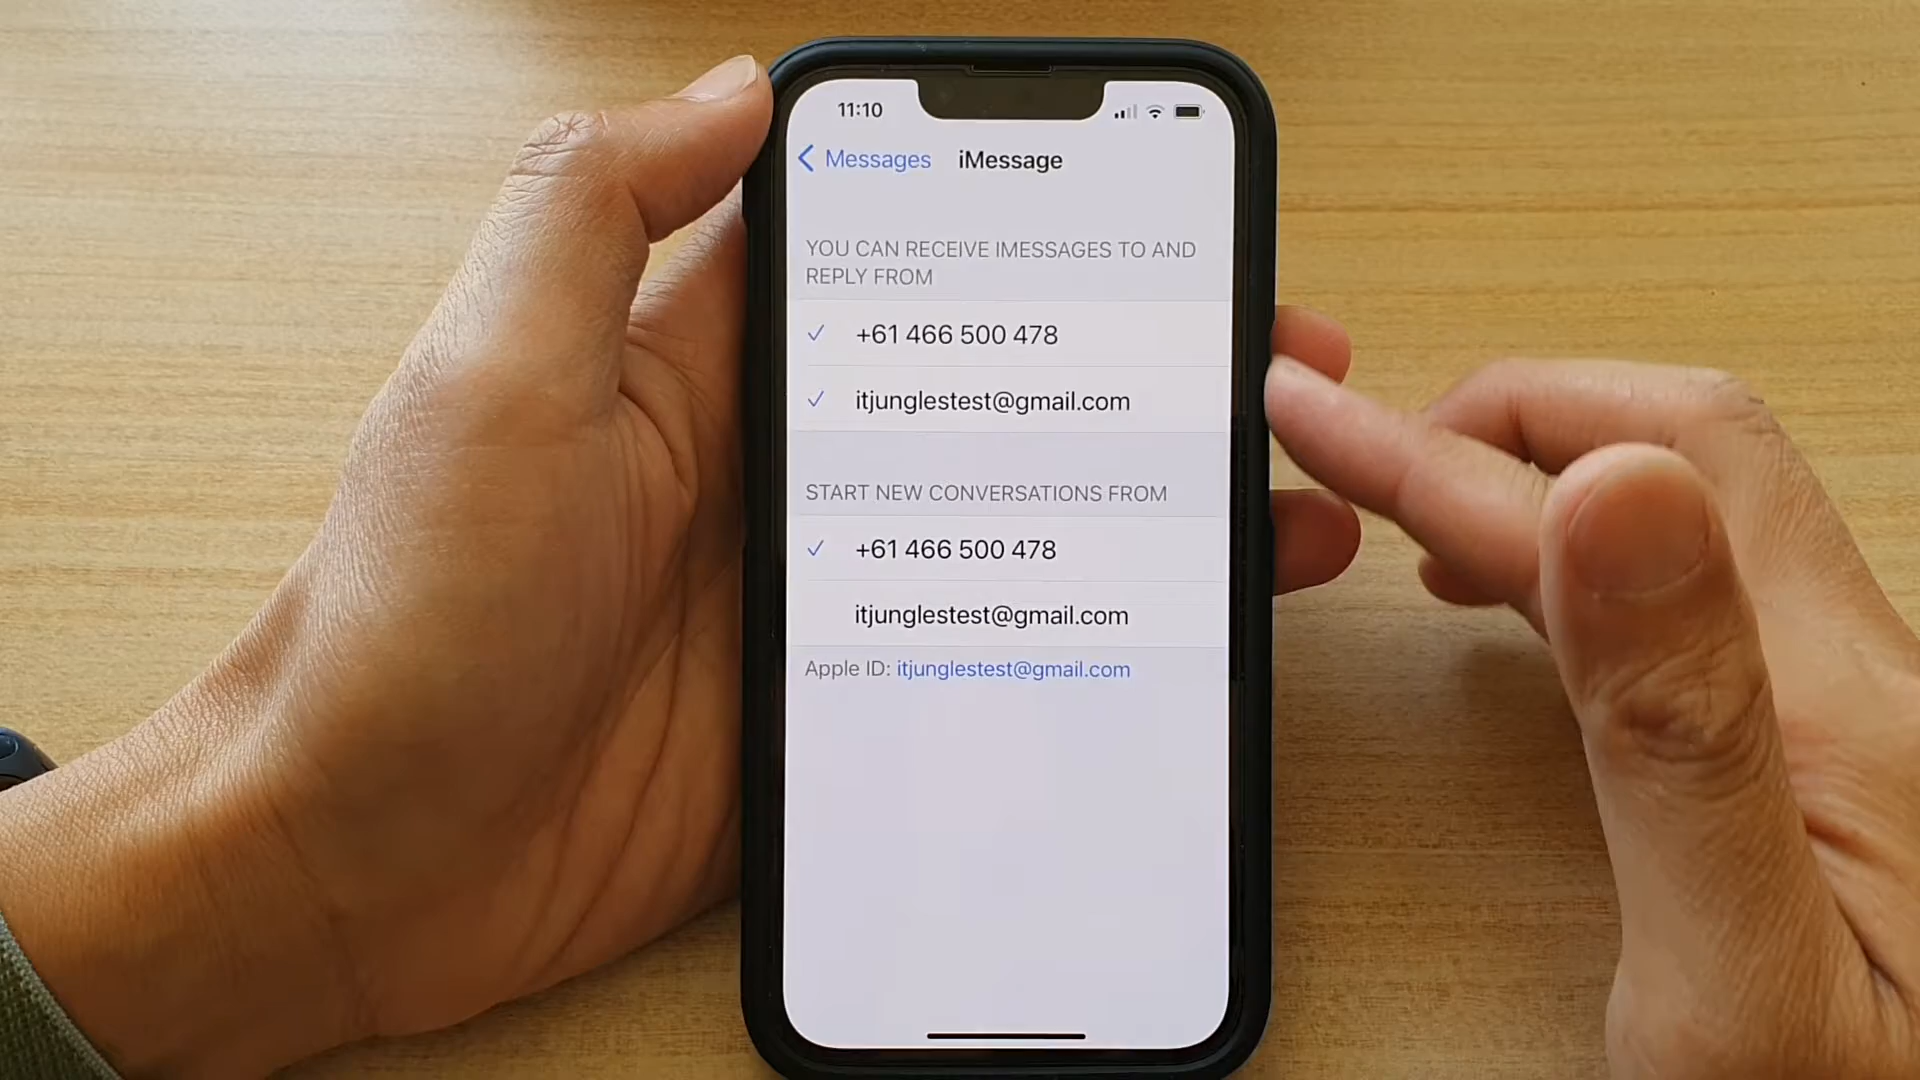 11:10
Messages iMessage
YOU CAN RECEIVE IMESSAGES TO AND
REPLY FROM
+61 466 500 478
itjunglestest@gmail.com
START NEW CONVERSATIONS FROM
+61 466 500 478
itjunglestest@gmail.com
Apple ID: itjunglestest@gmail.com